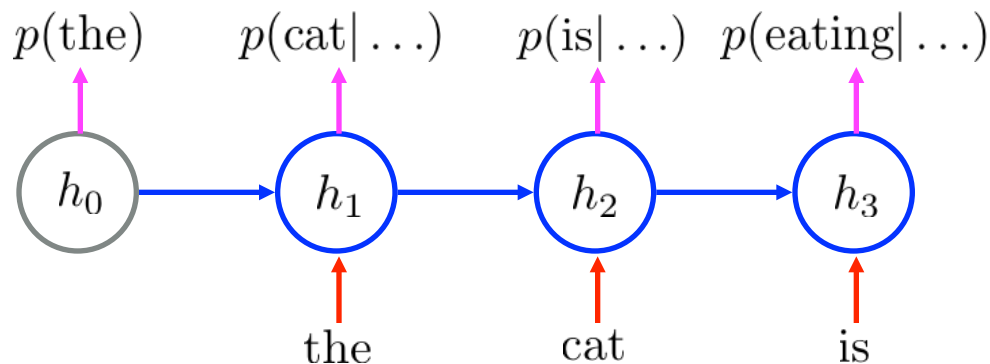 p(the) p(cat| ...) p(is| ...) p(eating| ...)
h₀ h₁ h₂ h₃
the cat is